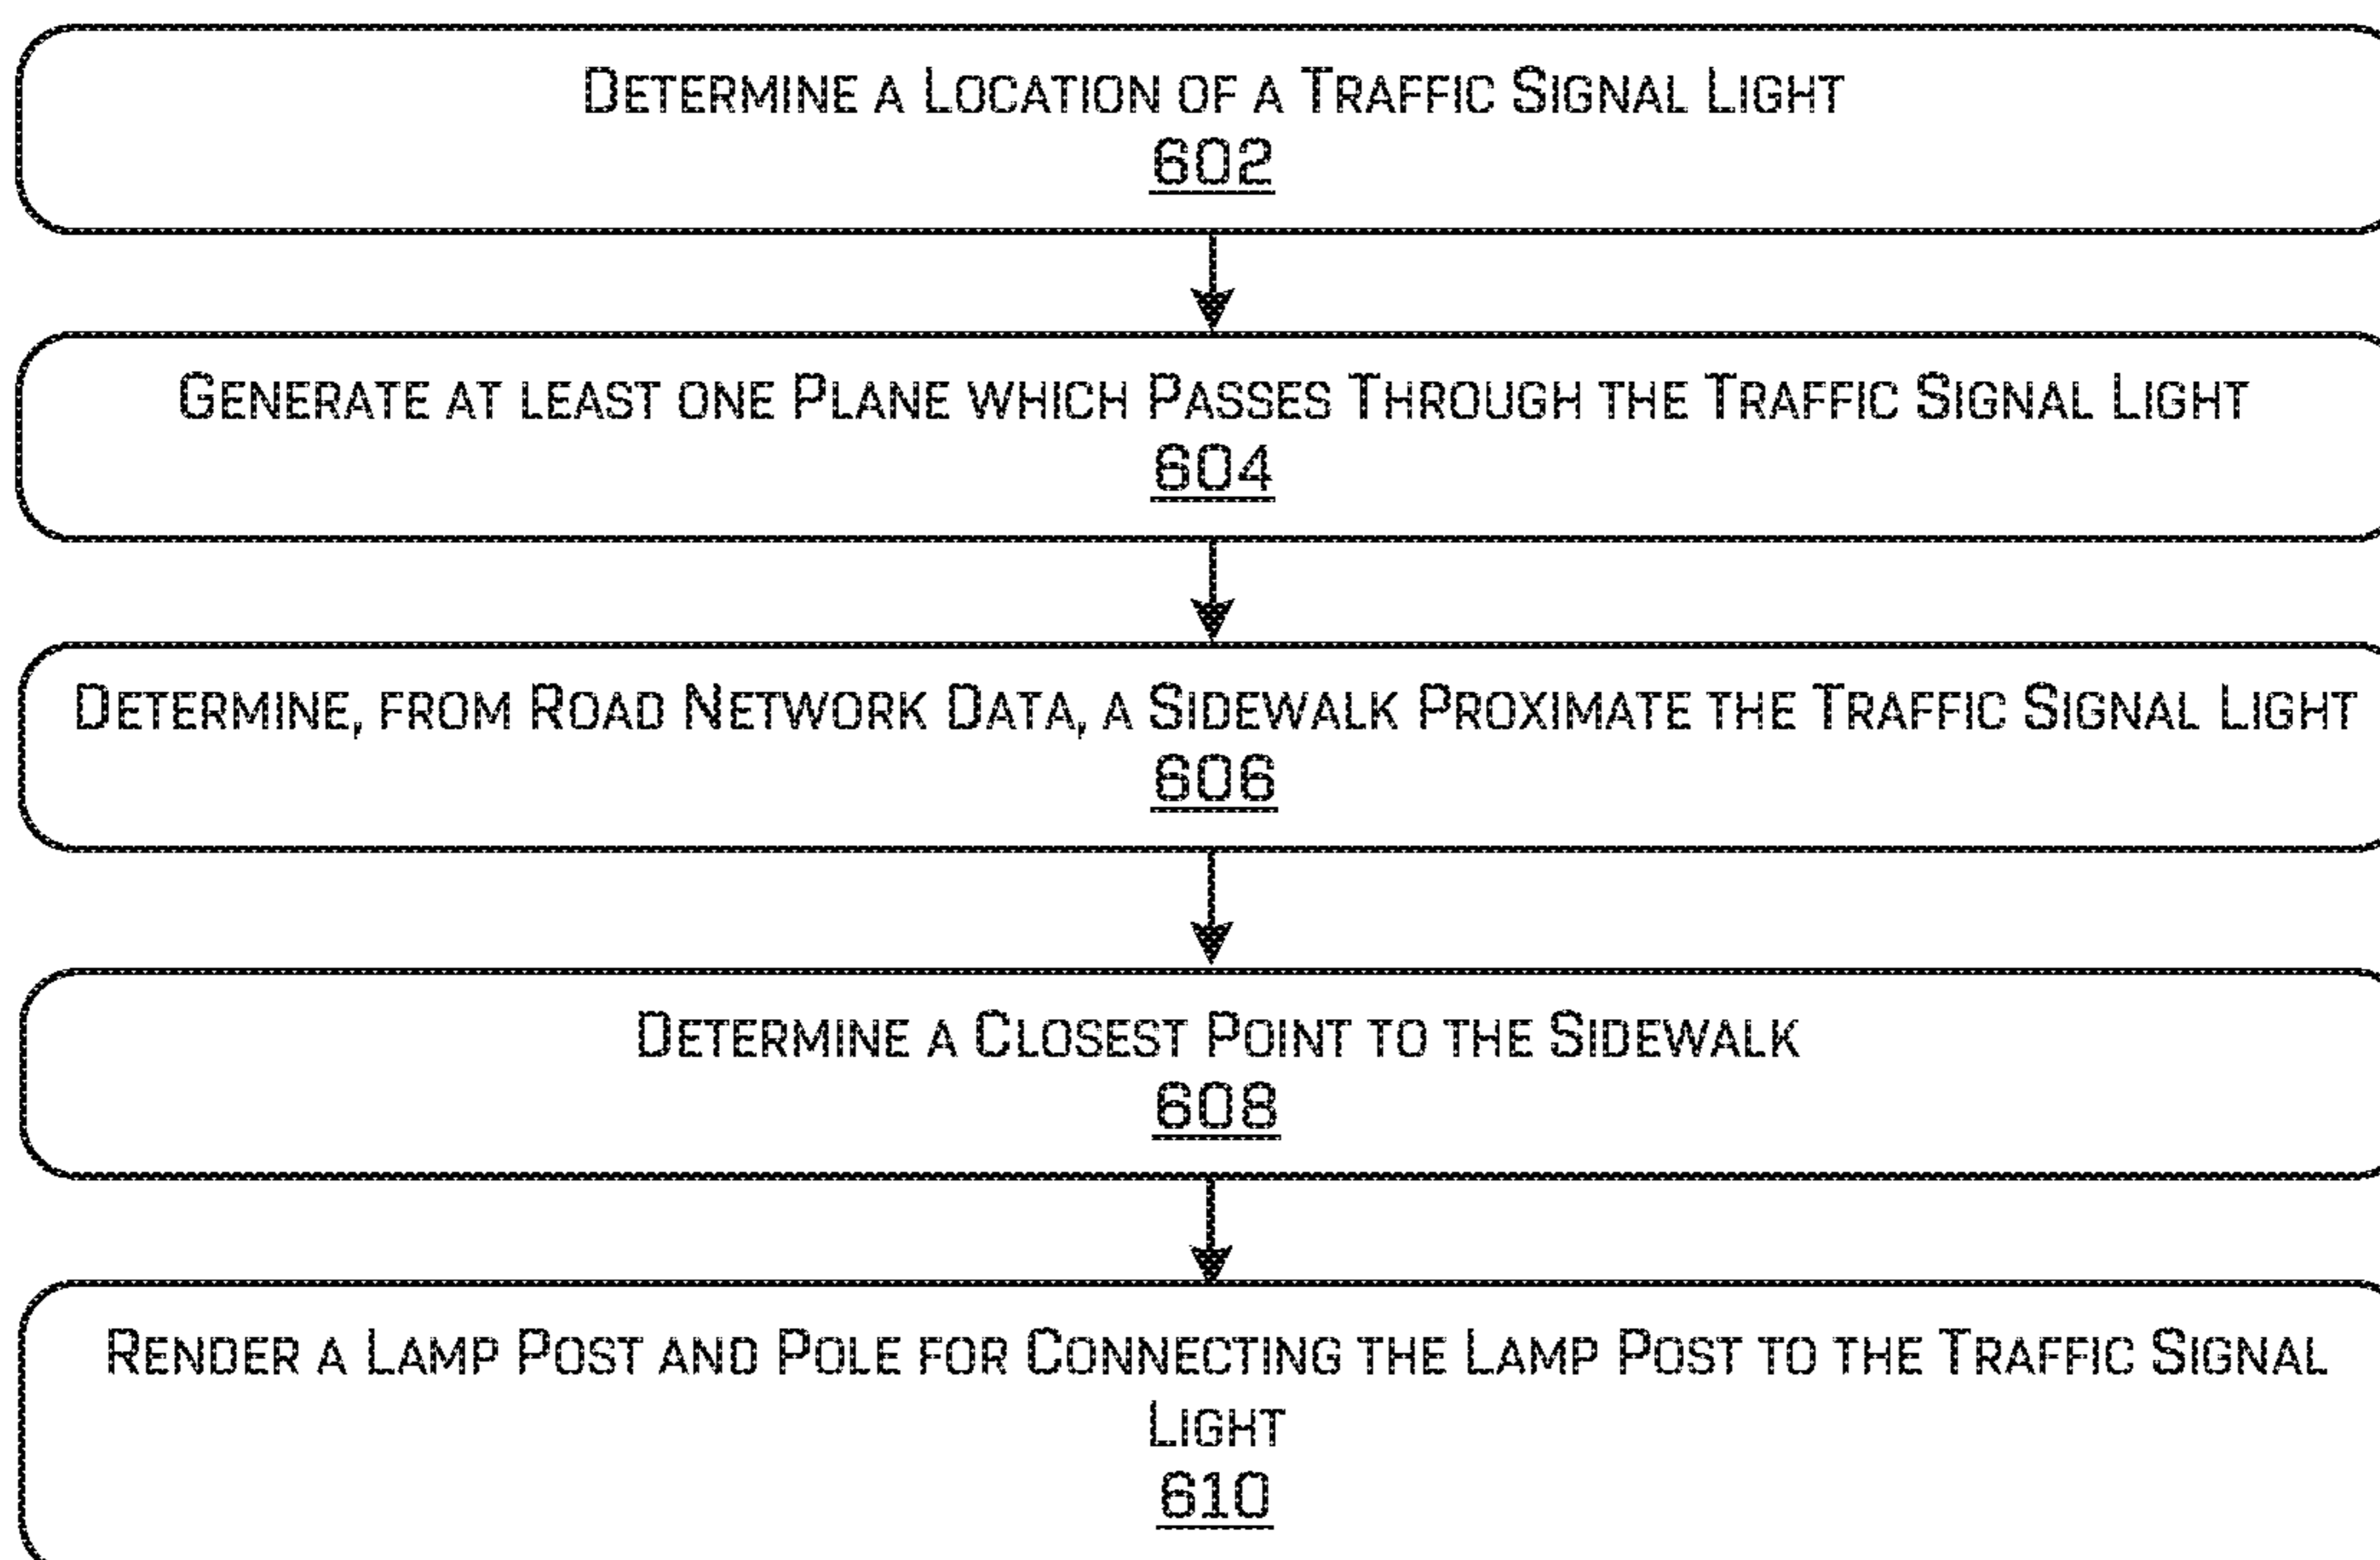 Determine a Location of a Traffic Signal Light
602
Generate at least one Plane which Passes Through the Traffic Signal Light
604
Determine, from Road Network Data, a Sidewalk Proximate the Traffic Signal Light
606
Determine a Closest Point to the Sidewalk
608
Render a Lamp Post and Pole for Connecting the Lamp Post to the Traffic Signal
Light
610